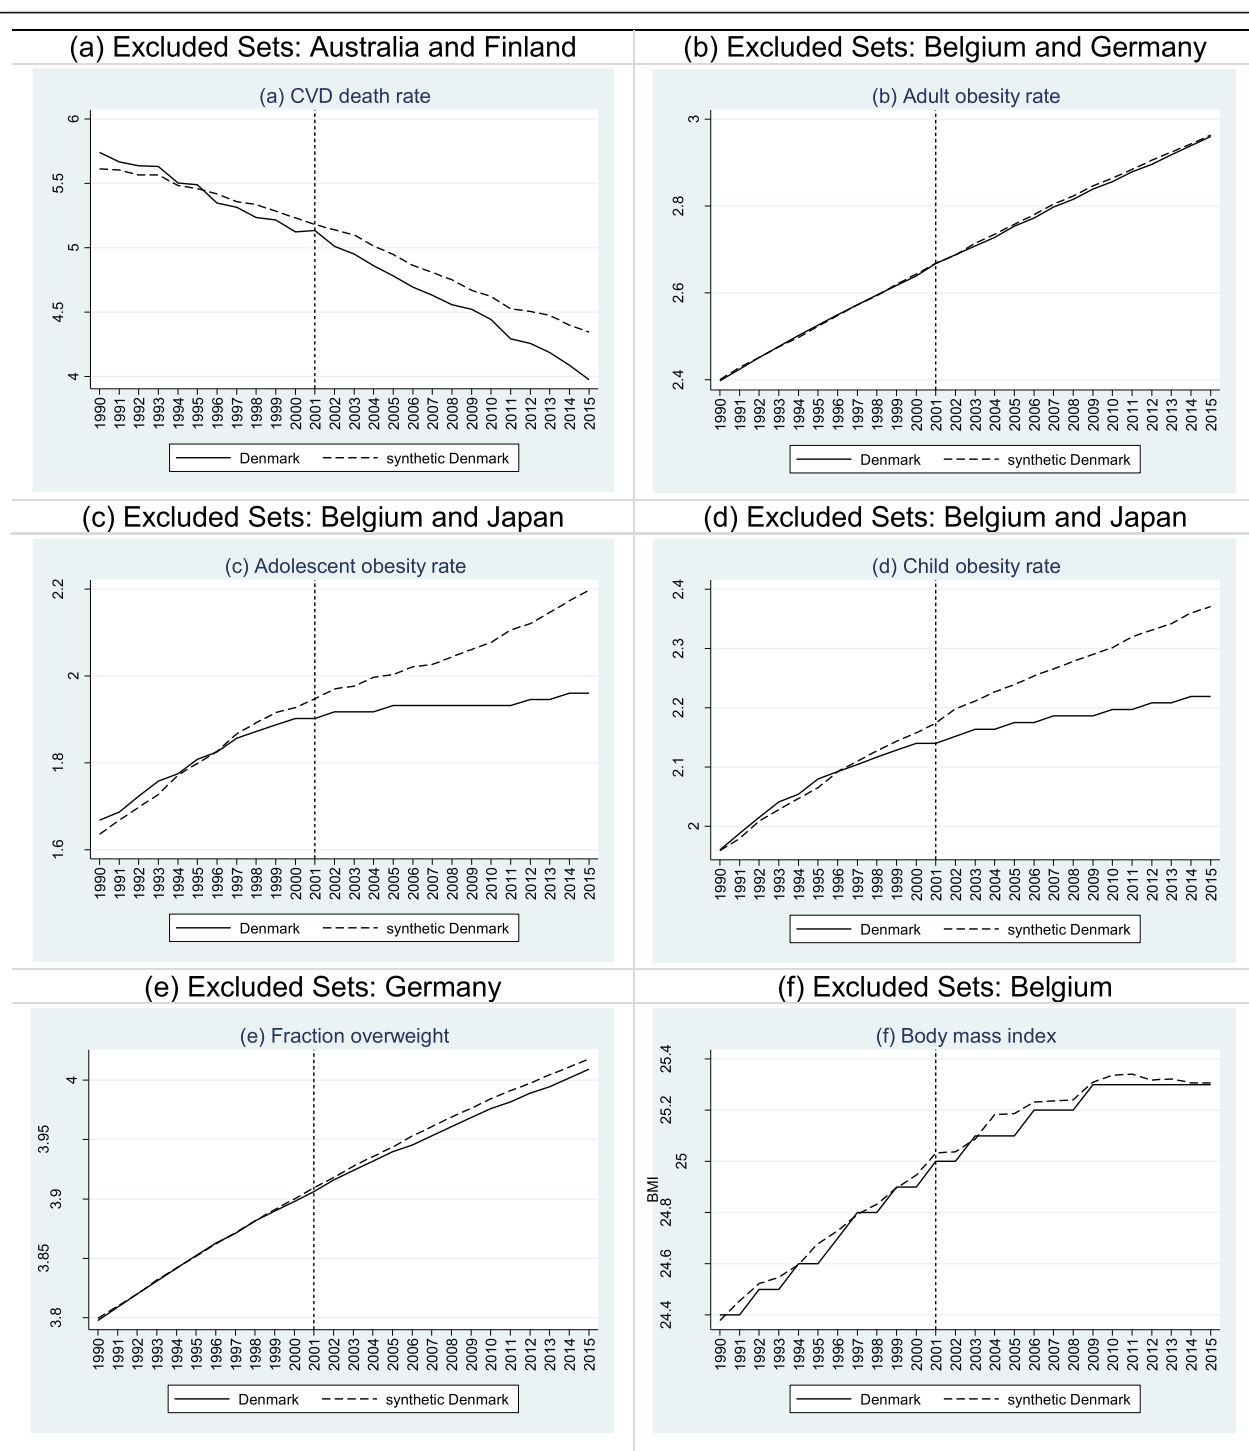 (a) Excluded Sets: Australia and Finland
(b) Excluded Sets: Belgium and Germany
(a) CVD death rate
6
5.5
5
4.5
4
1990 1991 1992 1993 1994 1995 1996 1997 1998 1999 2000 2001 2002 2003 2004 2005 2006 2007 2008 2009 2010 2011 2012 2013 2014 2015
Denmark synthetic Denmark
(b) Adult obesity rate
3
2.8
2.6
2.4
1990 1991 1992 1993 1994 1995 1996 1997 1998 1999 2000 2001 2002 2003 2004 2005 2006 2007 2008 2009 2010 2011 2012 2013 2014 2015
Denmark synthetic Denmark
(c) Excluded Sets: Belgium and Japan
(d) Excluded Sets: Belgium and Japan
(c) Adolescent obesity rate
2.2
2
1.8
1.6
1990 1991 1992 1993 1994 1995 1996 1997 1998 1999 2000 2001 2002 2003 2004 2005 2006 2007 2008 2009 2010 2011 2012 2013 2014 2015
Denmark synthetic Denmark
(d) Child obesity rate
2.4
2.3
2.2
2.1
2
1990 1991 1992 1993 1994 1995 1996 1997 1998 1999 2000 2001 2002 2003 2004 2005 2006 2007 2008 2009 2010 2011 2012 2013 2014 2015
Denmark synthetic Denmark
(e) Excluded Sets: Germany
(f) Excluded Sets: Belgium
(e) Fraction overweight
4
3.95
3.9
3.85
3.8
1990 1991 1992 1993 1994 1995 1996 1997 1998 1999 2000 2001 2002 2003 2004 2005 2006 2007 2008 2009 2010 2011 2012 2013 2014 2015
Denmark synthetic Denmark
(f) Body mass index
BMI
25.4
25.2
25
24.8
24.6
24.4
1990 1991 1992 1993 1994 1995 1996 1997 1998 1999 2000 2001 2002 2003 2004 2005 2006 2007 2008 2009 2010 2011 2012 2013 2014 2015
Denmark synthetic Denmark